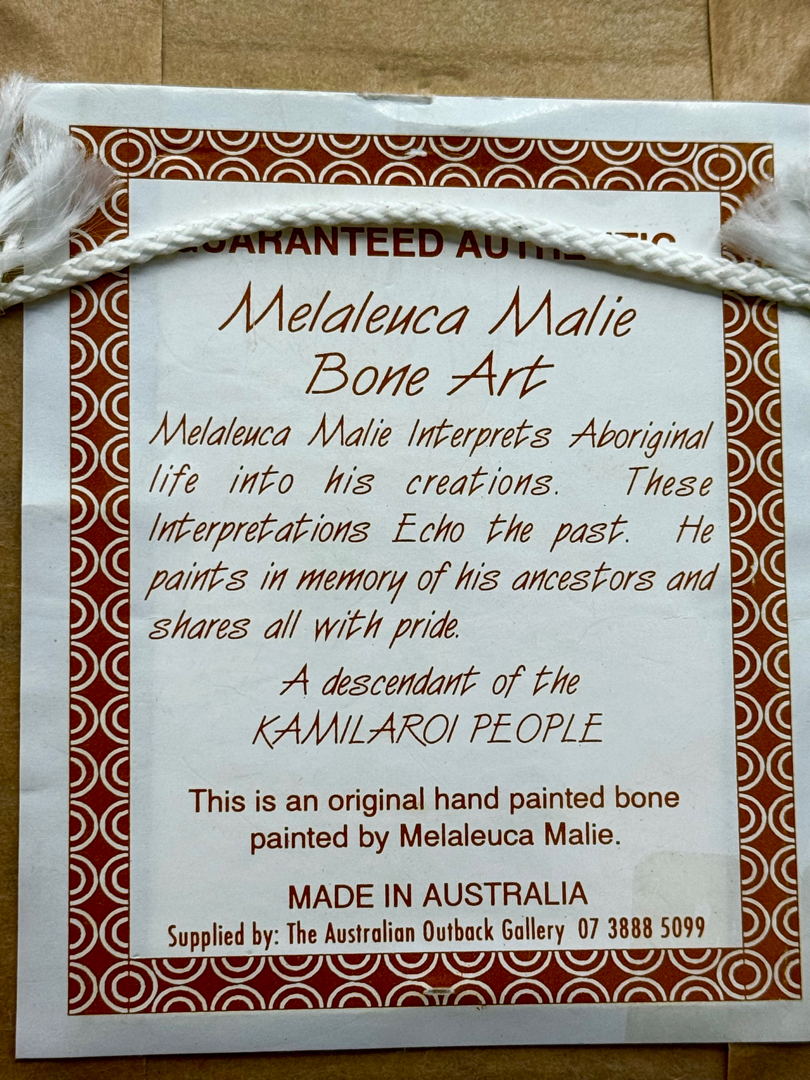 GUARANTEED AUTHENTIC
Melaleuca Malie
Bone Art
Melaleuca Malie Interprets Aboriginal
life into his creations. These
Interpretations Echo the past. He
paints in memory of his ancestors and
shares all with pride.
A descendant of the
KAMILAROI PEOPLE
This is an original hand painted bone
painted by Melaleuca Malie.
MADE IN AUSTRALIA
Supplied by: The Australian Outback Gallery 07 3888 5099